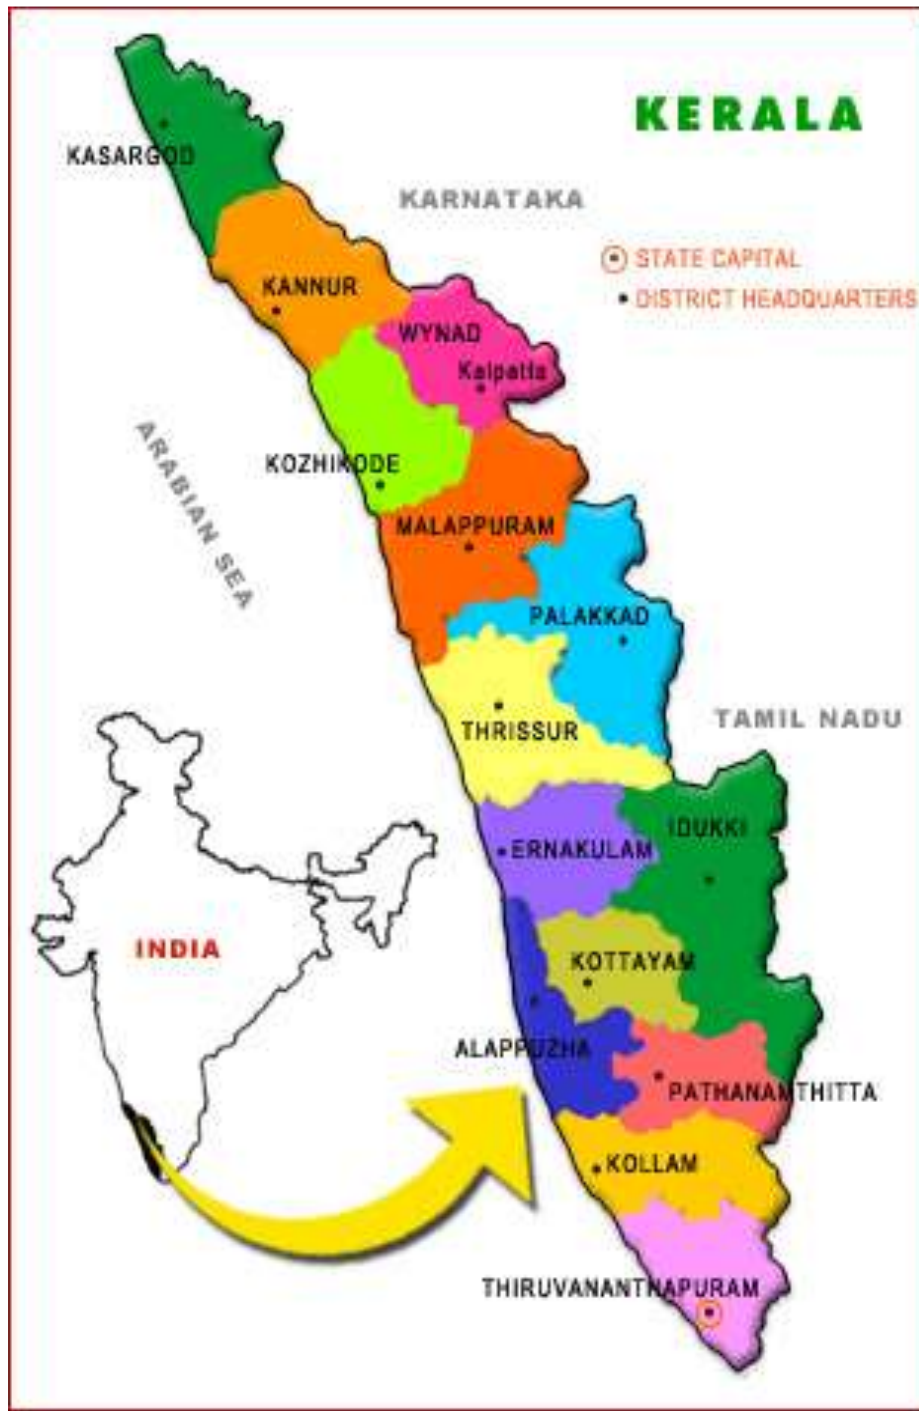 KERALA
KASARGOD
KARNATAKA
STATE CAPITAL
DISTRICT HEADQUARTERS
KANNUR
WYNAD
Kalpatta
ARABIAN SEA
KOZHIKODE
MALAPPURAM
PALAKKAD
TAMIL NADU
THRISSUR
IDUKKI
ERNAKULAM
INDIA
KOTTAYAM
ALAPPUZHA
PATHANAMTHITTA
KOLLAM
THIRUVANANTHAPURAM